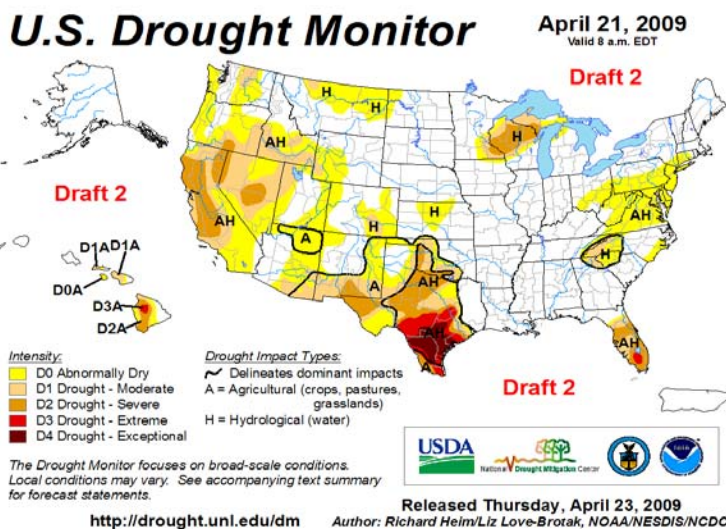 U.S. Drought Monitor
April 21, 2009
Valid 8 a.m. EDT
Draft 2
Draft 2
Draft 2
Draft 2
H
H
AH
AH
A
H
H
A
AH
AH
H
H
AH
AH
D1A
D1A
D0A
D3A
D2A
Intensity:
D0 Abnormally Dry
D1 Drought - Moderate
D2 Drought - Severe
D3 Drought - Extreme
D4 Drought - Exceptional
Drought Impact Types:
Delineates dominant impacts
A = Agricultural (crops, pastures,
grasslands)
H = Hydrological (water)
The Drought Monitor focuses on broad-scale conditions.
Local conditions may vary. See accompanying text summary
for forecast statements.
http://drought.unl.edu/dm
USDA
National Drought Mitigation Center
Released Thursday, April 23, 2009
Author: Richard Heim/Liz Love-Brotak, NOAA/NESDIS/NCDC